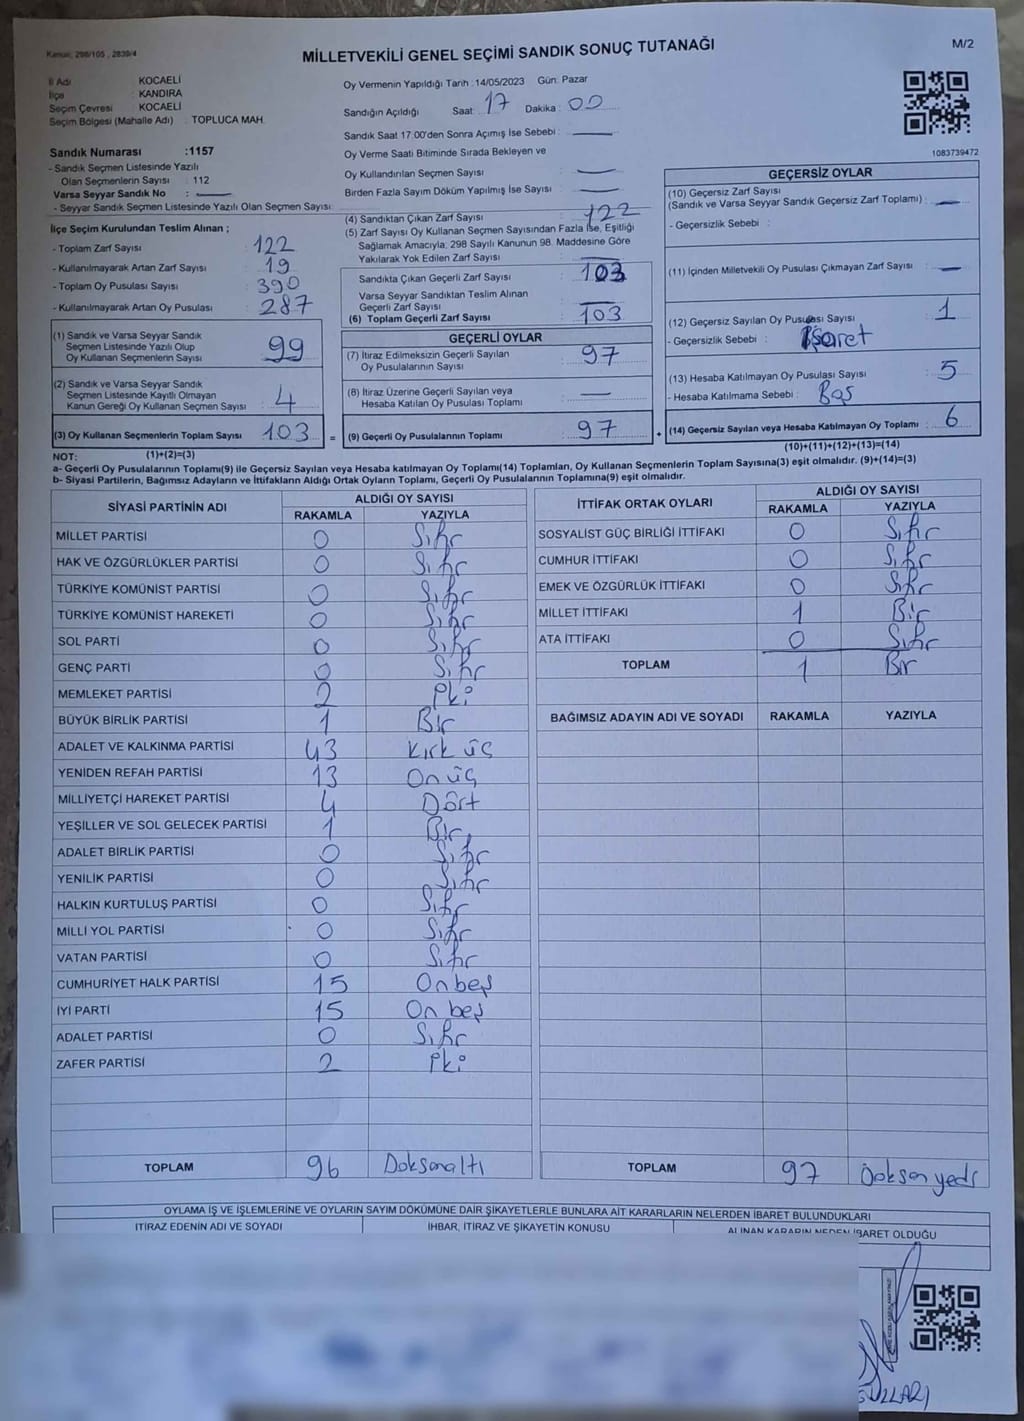 Kanun: 298/105 , 2839/4
MİLLETVEKİLİ GENEL SEÇİMİ SANDIK SONUÇ TUTANAĞI
M/2
İl Adı : KOCAELİ
İlçe : KANDIRA
Seçim Çevresi : KOCAELİ
Seçim Bölgesi (Mahalle Adı) : TOPLUCA MAH.
Sandık Numarası :1157
- Sandık Seçmen Listesinde Yazılı
Olan Seçmenlerin Sayısı : 112
Varsa Seyyar Sandık No : —
- Seyyar Sandık Seçmen Listesinde Yazılı Olan Seçmen Sayısı:
Oy Vermenin Yapıldığı Tarih : 14/05/2023 Gün: Pazar
Sandığın Açıldığı Saat : 17 Dakika : 00
Sandık Saat 17:00'den Sonra Açımış İse Sebebi : —
Oy Verme Saati Bitiminde Sırada Bekleyen ve
Oy Kullandırılan Seçmen Sayısı : —
Birden Fazla Sayım Döküm Yapılmış İse Sayısı : —
1083739472
İlçe Seçim Kurulundan Teslim Alınan ;
- Toplam Zarf Sayısı : 122
- Kullanılmayarak Artan Zarf Sayısı : 19
- Toplam Oy Pusulası Sayısı : 390
- Kullanılmayarak Artan Oy Pusulası : 287
(1) Sandık ve Varsa Seyyar Sandık
Seçmen Listesinde Yazılı Olup
Oy Kullanan Seçmenlerin Sayısı : 99
(2) Sandık ve Varsa Seyyar Sandık
Seçmen Listesinde Kayıtlı Olmayan
Kanun Gereği Oy Kullanan Seçmen Sayısı : 4
(3) Oy Kullanan Seçmenlerin Toplam Sayısı : 103
(1)+(2)=(3)
(4) Sandıktan Çıkan Zarf Sayısı : 122
(5) Zarf Sayısı Oy Kullanan Seçmen Sayısından Fazla İse, Eşitliği
Sağlamak Amacıyla, 298 Sayılı Kanunun 98. Maddesine Göre
Yakılarak Yok Edilen Zarf Sayısı : —
Sandıkta Çıkan Geçerli Zarf Sayısı : 103
Varsa Seyyar Sandıktan Teslim Alınan
Geçerli Zarf Sayısı : —
(6) Toplam Geçerli Zarf Sayısı : 103
GEÇERLİ OYLAR
(7) İtiraz Edilmeksizin Geçerli Sayılan
Oy Pusulalarının Sayısı : 97
(8) İtiraz Üzerine Geçerli Sayılan veya
Hesaba Katılan Oy Pusulası Toplamı : —
= (9) Geçerli Oy Pusulalarının Toplamı : 97
GEÇERSİZ OYLAR
(10) Geçersiz Zarf Sayısı
(Sandık ve Varsa Seyyar Sandık Geçersiz Zarf Toplamı) : —
- Geçersizlik Sebebi :
(11) İçinden Milletvekili Oy Pusulası Çıkmayan Zarf Sayısı : —
(12) Geçersiz Sayılan Oy Pusulası Sayısı : 1
- Geçersizlik Sebebi : İşaret
(13) Hesaba Katılmayan Oy Pusulası Sayısı : 5
- Hesaba Katılmama Sebebi : Boş
+ (14) Geçersiz Sayılan veya Hesaba Katılmayan Oy Toplamı : 6
(10)+(11)+(12)+(13)=(14)
NOT:
a- Geçerli Oy Pusulalarının Toplamı(9) ile Geçersiz Sayılan veya Hesaba katılmayan Oy Toplamı(14) Toplamları, Oy Kullanan Seçmenlerin Toplam Sayısına(3) eşit olmalıdır. (9)+(14)=(3)
b- Siyasi Partilerin, Bağımsız Adayların ve İttifakların Aldığı Ortak Oyların Toplamı, Geçerli Oy Pusulalarının Toplamına(9) eşit olmalıdır.
SİYASİ PARTİNİN ADI ALDIĞI OY SAYISI
RAKAMLA YAZIYLA
MİLLET PARTİSİ 0 Sıfır
HAK VE ÖZGÜRLÜKLER PARTİSİ 0 Sıfır
TÜRKİYE KOMÜNİST PARTİSİ 0 Sıfır
TÜRKİYE KOMÜNİST HAREKETİ 0 Sıfır
SOL PARTİ 0 Sıfır
GENÇ PARTİ 0 Sıfır
MEMLEKET PARTİSİ 2 İki
BÜYÜK BİRLİK PARTİSİ 1 Bir
ADALET VE KALKINMA PARTİSİ 43 Kırk üç
YENİDEN REFAH PARTİSİ 13 On üç
MİLLİYETÇİ HAREKET PARTİSİ 4 Dört
YEŞİLLER VE SOL GELECEK PARTİSİ 1 Bir
ADALET BİRLİK PARTİSİ 0 Sıfır
YENİLİK PARTİSİ 0 Sıfır
HALKIN KURTULUŞ PARTİSİ 0 Sıfır
MİLLİ YOL PARTİSİ 0 Sıfır
VATAN PARTİSİ 0 Sıfır
CUMHURİYET HALK PARTİSİ 15 On beş
İYİ PARTİ 15 On beş
ADALET PARTİSİ 0 Sıfır
ZAFER PARTİSİ 2 İki
TOPLAM 96 Doksanaltı
İTTİFAK ORTAK OYLARI ALDIĞI OY SAYISI
RAKAMLA YAZIYLA
SOSYALİST GÜÇ BİRLİĞİ İTTİFAKI 0 Sıfır
CUMHUR İTTİFAKI 0 Sıfır
EMEK VE ÖZGÜRLÜK İTTİFAKI 0 Sıfır
MİLLET İTTİFAKI 1 Bir
ATA İTTİFAKI 0 Sıfır
TOPLAM 1 Bir
BAĞIMSIZ ADAYIN ADI VE SOYADI RAKAMLA YAZIYLA
TOPLAM 97 Doksan yedi
OYLAMA İŞ VE İŞLEMLERİNE VE OYLARIN SAYIM DÖKÜMÜNE DAİR ŞİKAYETLERLE BUNLARA AİT KARARLARIN NELERDEN İBARET BULUNDUKLARI
İTİRAZ EDENİN ADI VE SOYADI İHBAR, İTİRAZ VE ŞİKAYETİN KONUSU ALINAN KARARIN NEDEN İBARET OLDUĞU